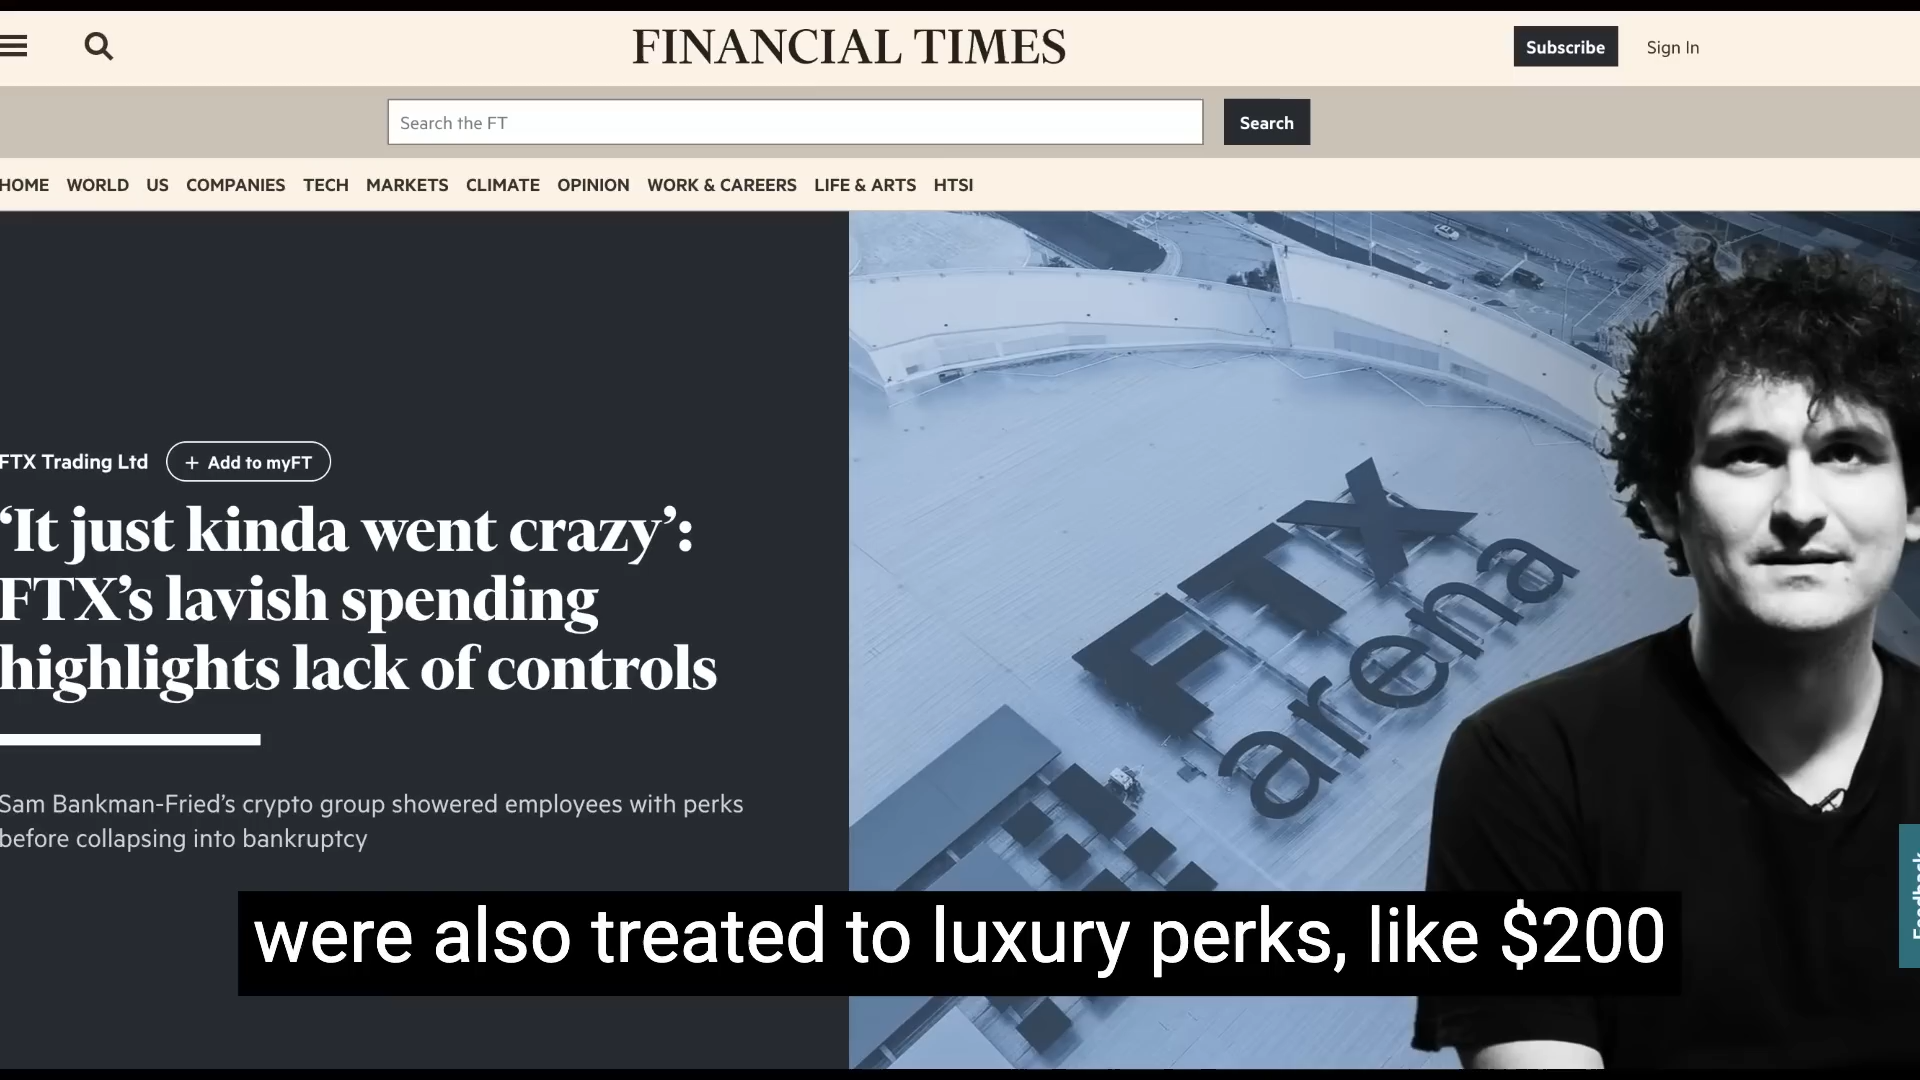 FINANCIAL TIMES
Subscribe
Sign In
Search the FT
Search
HOME WORLD US COMPANIES TECH MARKETS CLIMATE OPINION WORK & CAREERS LIFE & ARTS HTSI
FTX Trading Ltd
+ Add to myFT
‘It just kinda went crazy’:
FTX’s lavish spending
highlights lack of controls
Sam Bankman-Fried’s crypto group showered employees with perks
before collapsing into bankruptcy
FTX
arena
Feedback
were also treated to luxury perks, like $200